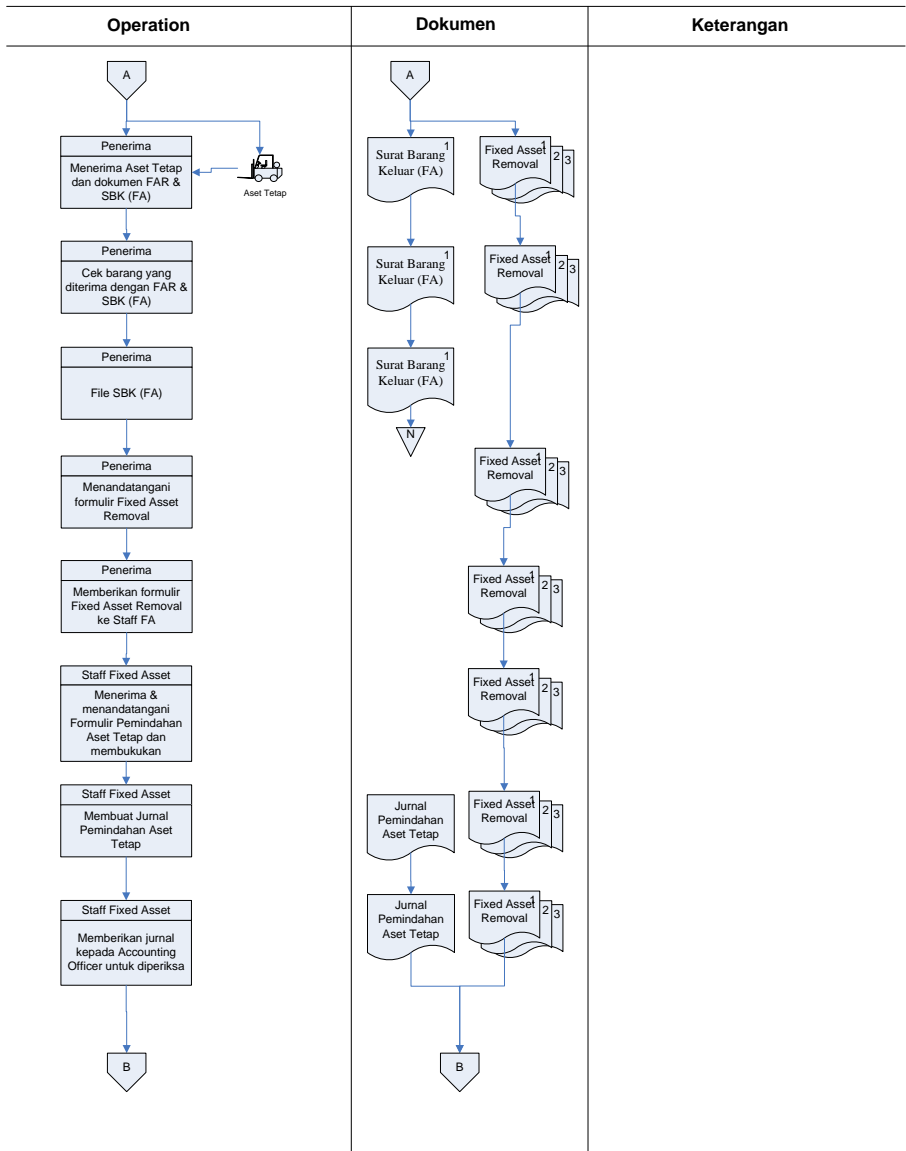 Operation
Dokumen
Keterangan
A
Penerima
Menerima Aset Tetap
dan dokumen FAR &
SBK (FA)
Aset Tetap
Penerima
Cek barang yang
diterima dengan FAR &
SBK (FA)
Penerima
File SBK (FA)
Penerima
Menandatangani
formulir Fixed Asset
Removal
Penerima
Memberikan formulir
Fixed Asset Removal
ke Staff FA
Staff Fixed Asset
Menerima &
menandatangani
Formulir Pemindahan
Aset Tetap dan
membukukan
Staff Fixed Asset
Membuat Jurnal
Pemindahan Aset
Tetap
Staff Fixed Asset
Memberikan jurnal
kepada Accounting
Officer untuk diperiksa
B
A
1
Surat Barang
Keluar (FA)
1
Fixed Asset
Removal
2
3
1
Surat Barang
Keluar (FA)
1
Fixed Asset
Removal
2
3
1
Surat Barang
Keluar (FA)
N
1
Fixed Asset
Removal
2
3
1
Fixed Asset
Removal
2
3
1
Fixed Asset
Removal
2
3
Jurnal
Pemindahan
Aset Tetap
1
Fixed Asset
Removal
2
3
Jurnal
Pemindahan
Aset Tetap
1
Fixed Asset
Removal
2
3
B